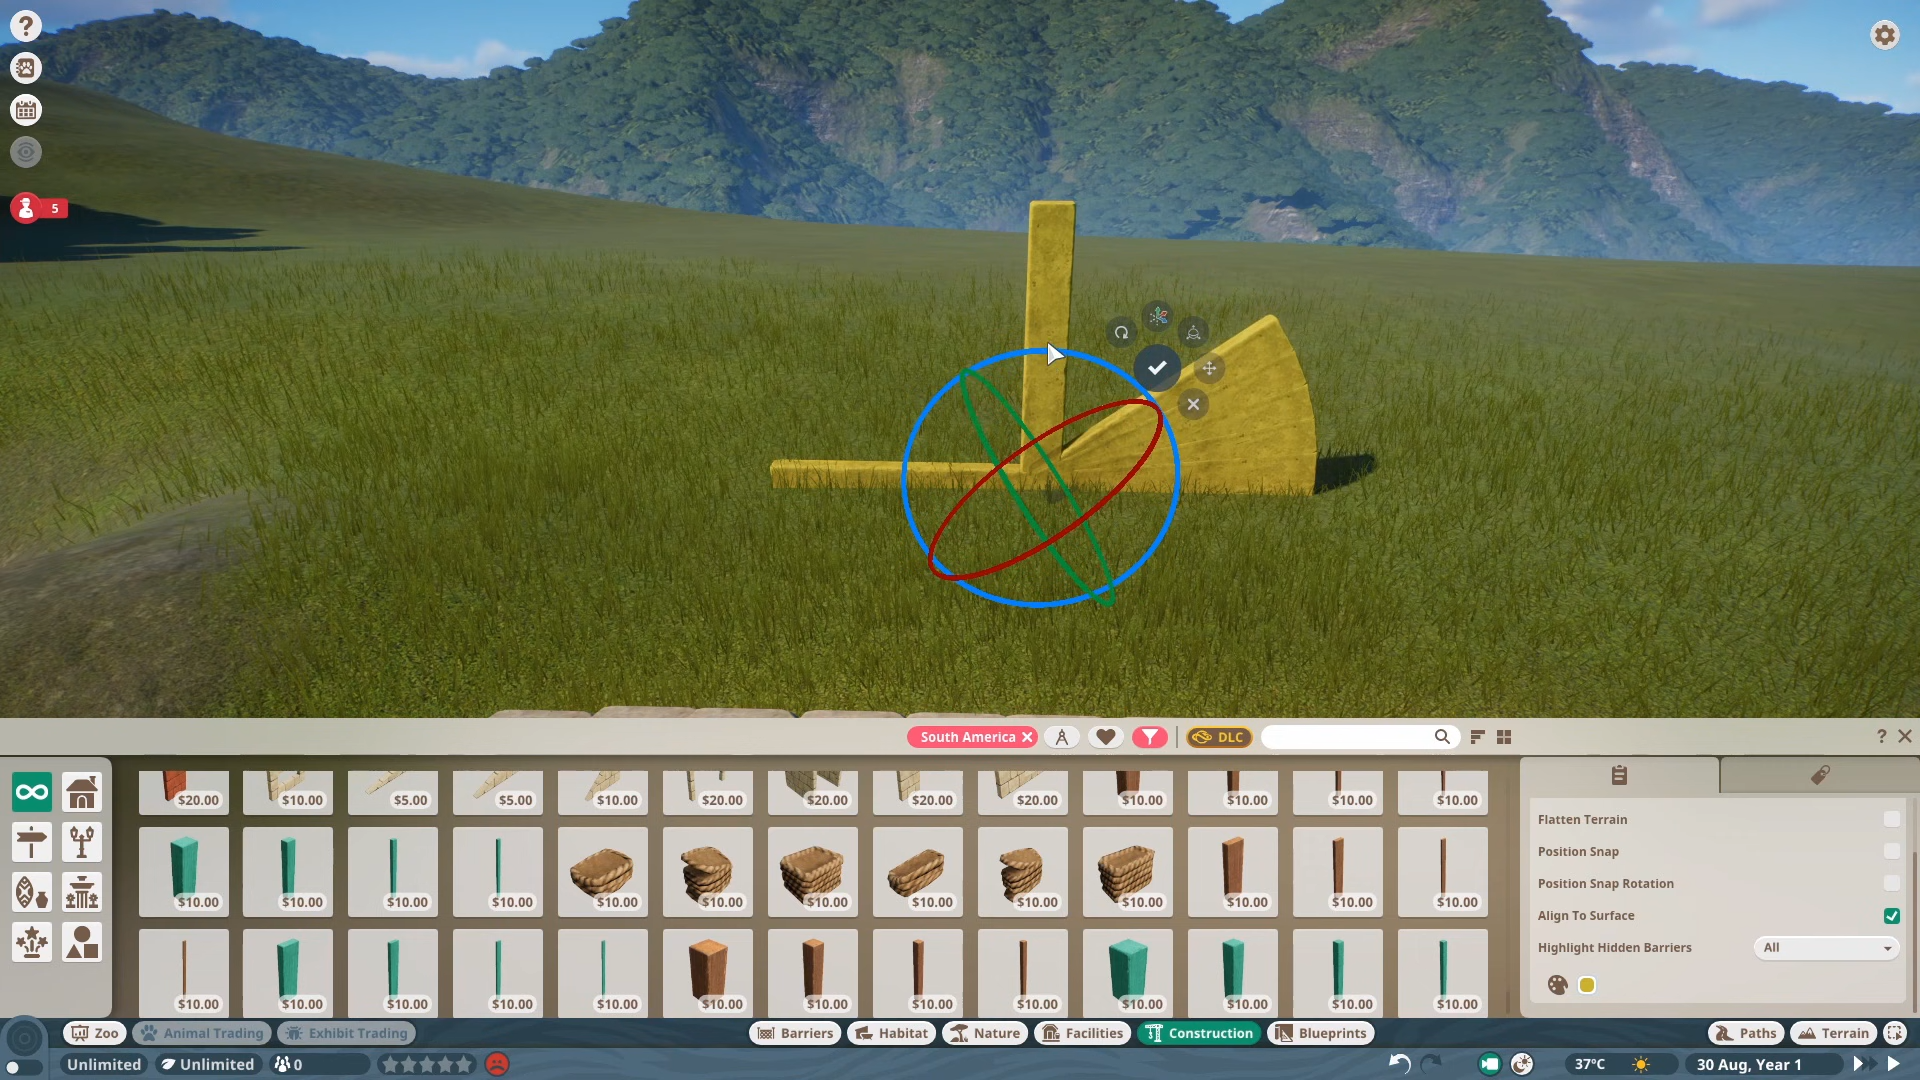 ?
5
South America ×
DLC
? ×
$20.00 $10.00 $5.00 $5.00 $10.00 $20.00 $20.00 $20.00 $20.00 $10.00 $10.00 $10.00 $10.00
$10.00 $10.00 $10.00 $10.00 $10.00 $10.00 $10.00 $10.00 $10.00 $10.00 $10.00 $10.00 $10.00
$10.00 $10.00 $10.00 $10.00 $10.00 $10.00 $10.00 $10.00 $10.00 $10.00 $10.00 $10.00 $10.00
Flatten Terrain
Position Snap
Position Snap Rotation
Align To Surface
Highlight Hidden Barriers All
Zoo Animal Trading Exhibit Trading Barriers Habitat Nature Facilities Construction Blueprints Paths Terrain
Unlimited Unlimited 0 37°C 30 Aug, Year 1